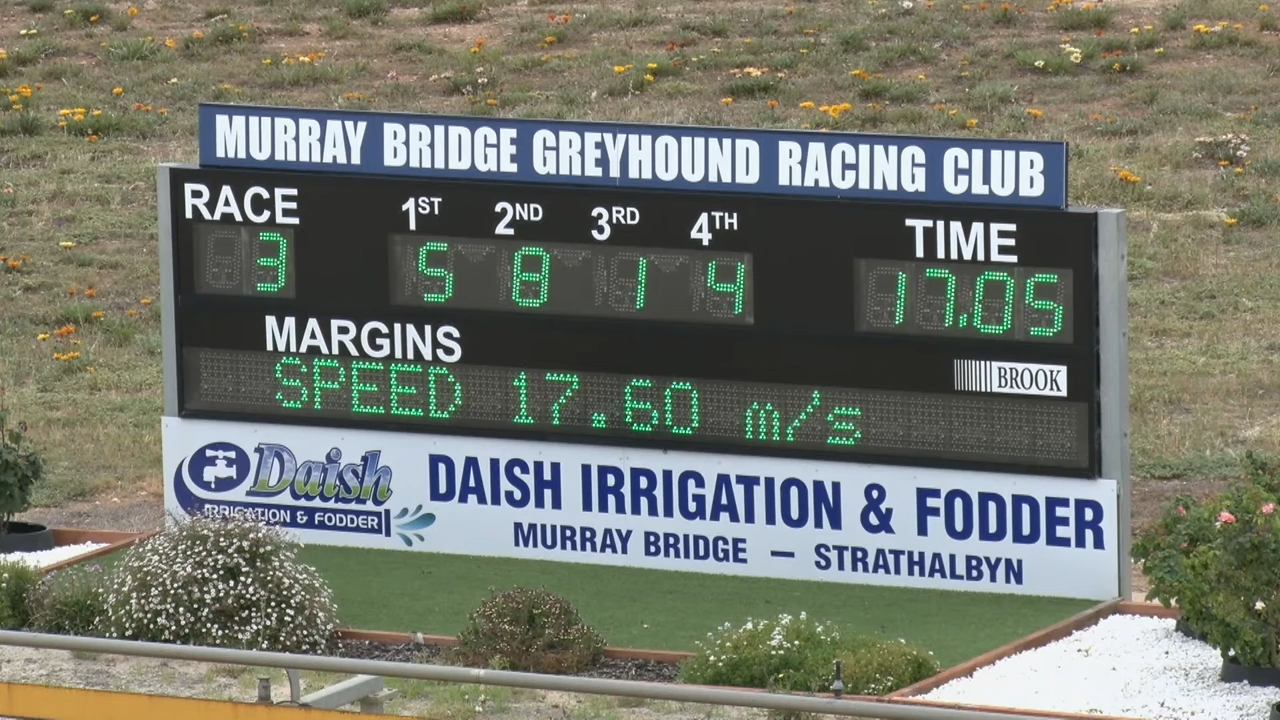 MURRAY BRIDGE GREYHOUND RACING CLUB
RACE 1ST 2ND 3RD 4TH TIME
3 5 8 1 4 17.05
MARGINS
BROOK
SPEED 17.60 m/s
Daish
IRRIGATION & FODDER
DAISH IRRIGATION & FODDER
MURRAY BRIDGE – STRATHALBYN